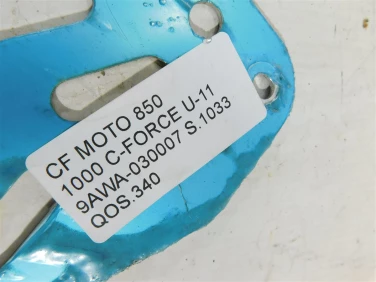 CF MOTO 850
1000 C-FORCE U-11
9AWA-030007 S.1033
QOS.340